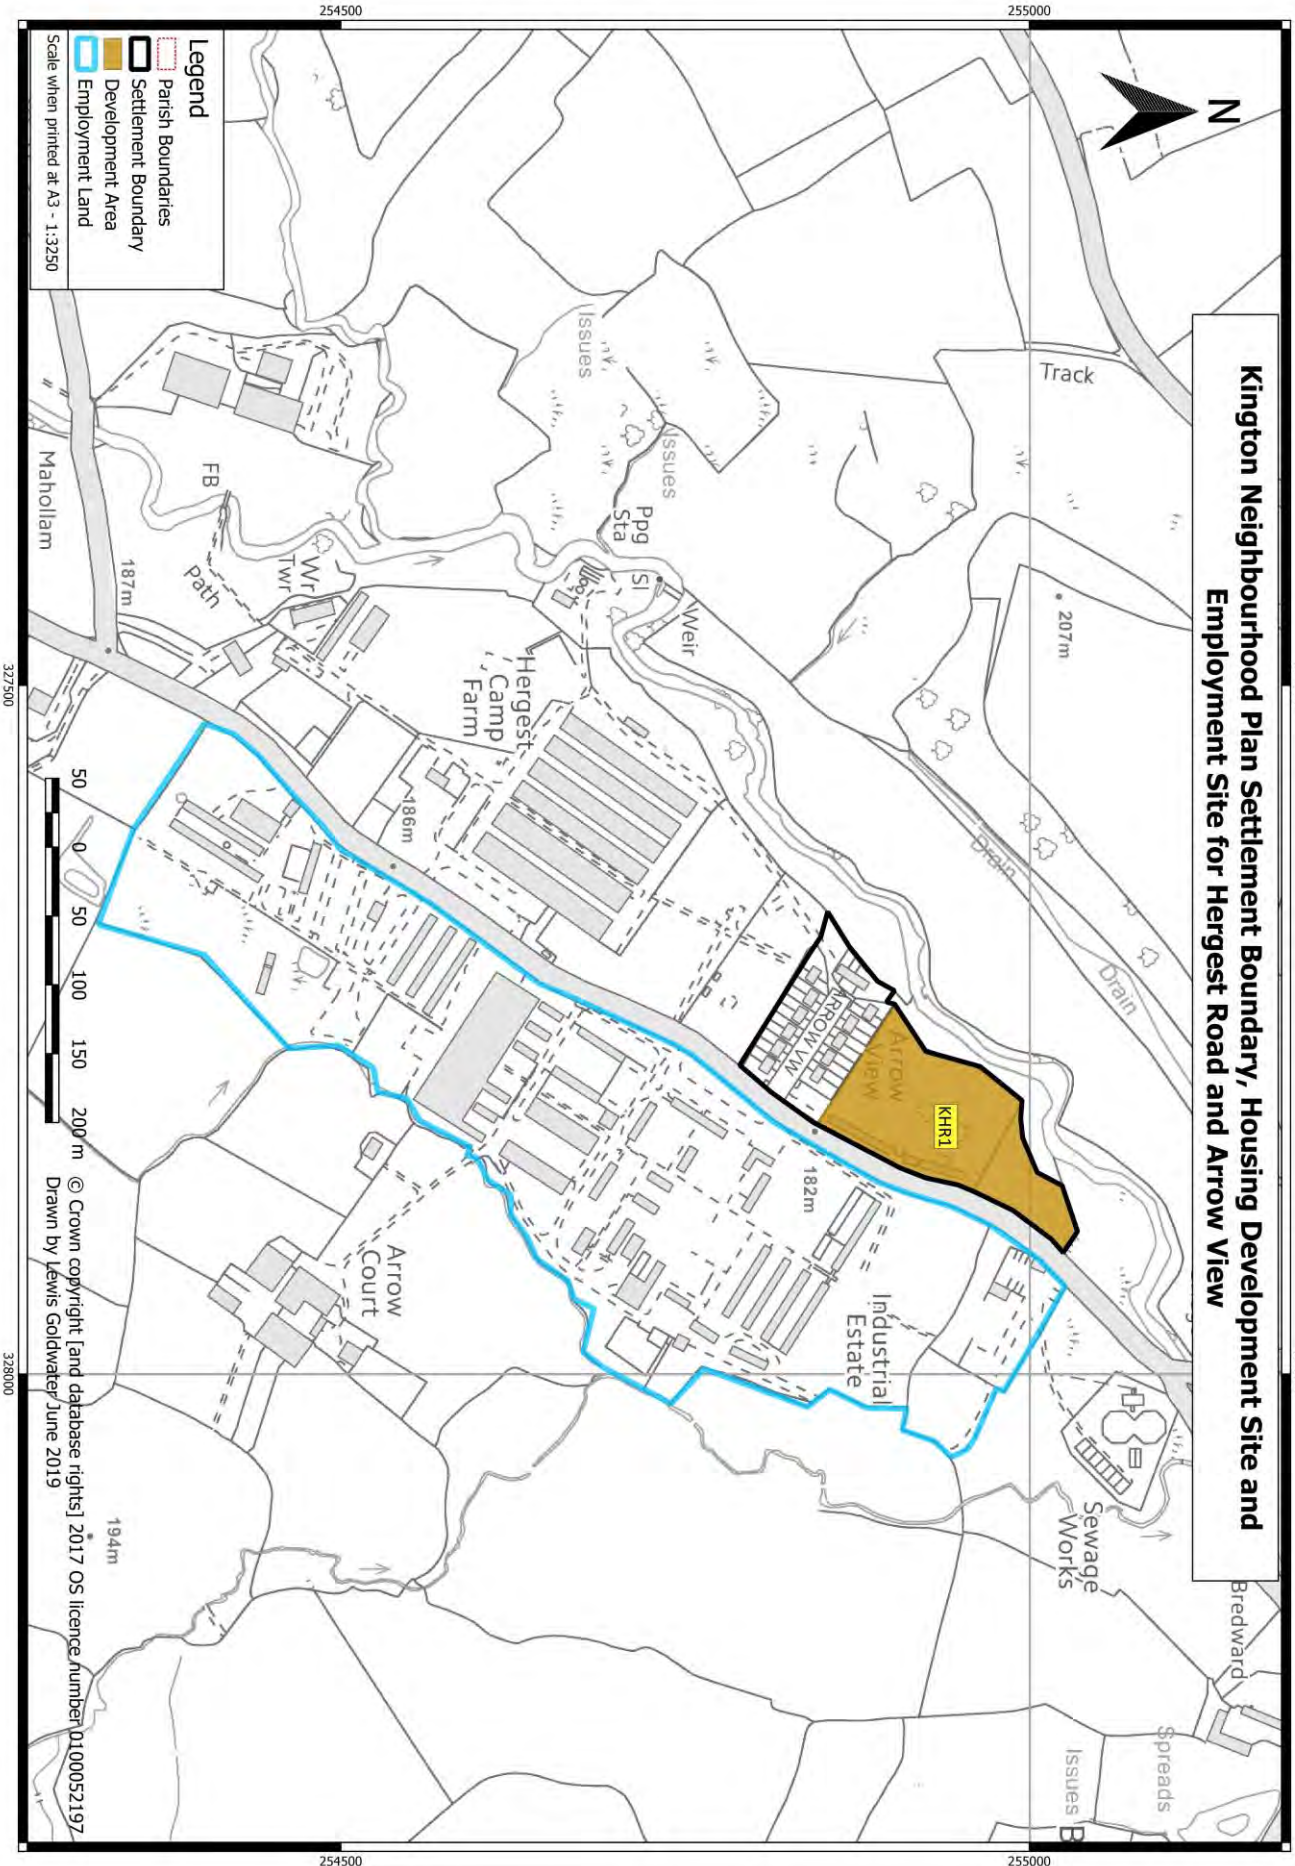 Kington Neighbourhood Plan Settlement Boundary, Housing Development Site and
Employment Site for Hergest Road and Arrow View
N
254500
255000
254500
255000
327500
328000
Track
207m
Issues
Issues
Ppg
Sta
Sl
Weir
Drain
Drain
FB
Path
Wr
Twr
Mahollam
187m
Hergest
Camp
Farm
186m
ARROW VW
Arrow
View
KHR1
182m
Industrial
Estate
Arrow
Court
Sewage
Works
Bredward
Spreads
Issues
B
194m
Legend
Parish Boundaries
Settlement Boundary
Development Area
Employment Land
Scale when printed at A3 - 1:3250
50 0 50 100 150 200 m
© Crown copyright [and database rights] 2017 OS licence number 0100052197
Drawn by Lewis Goldwater June 2019